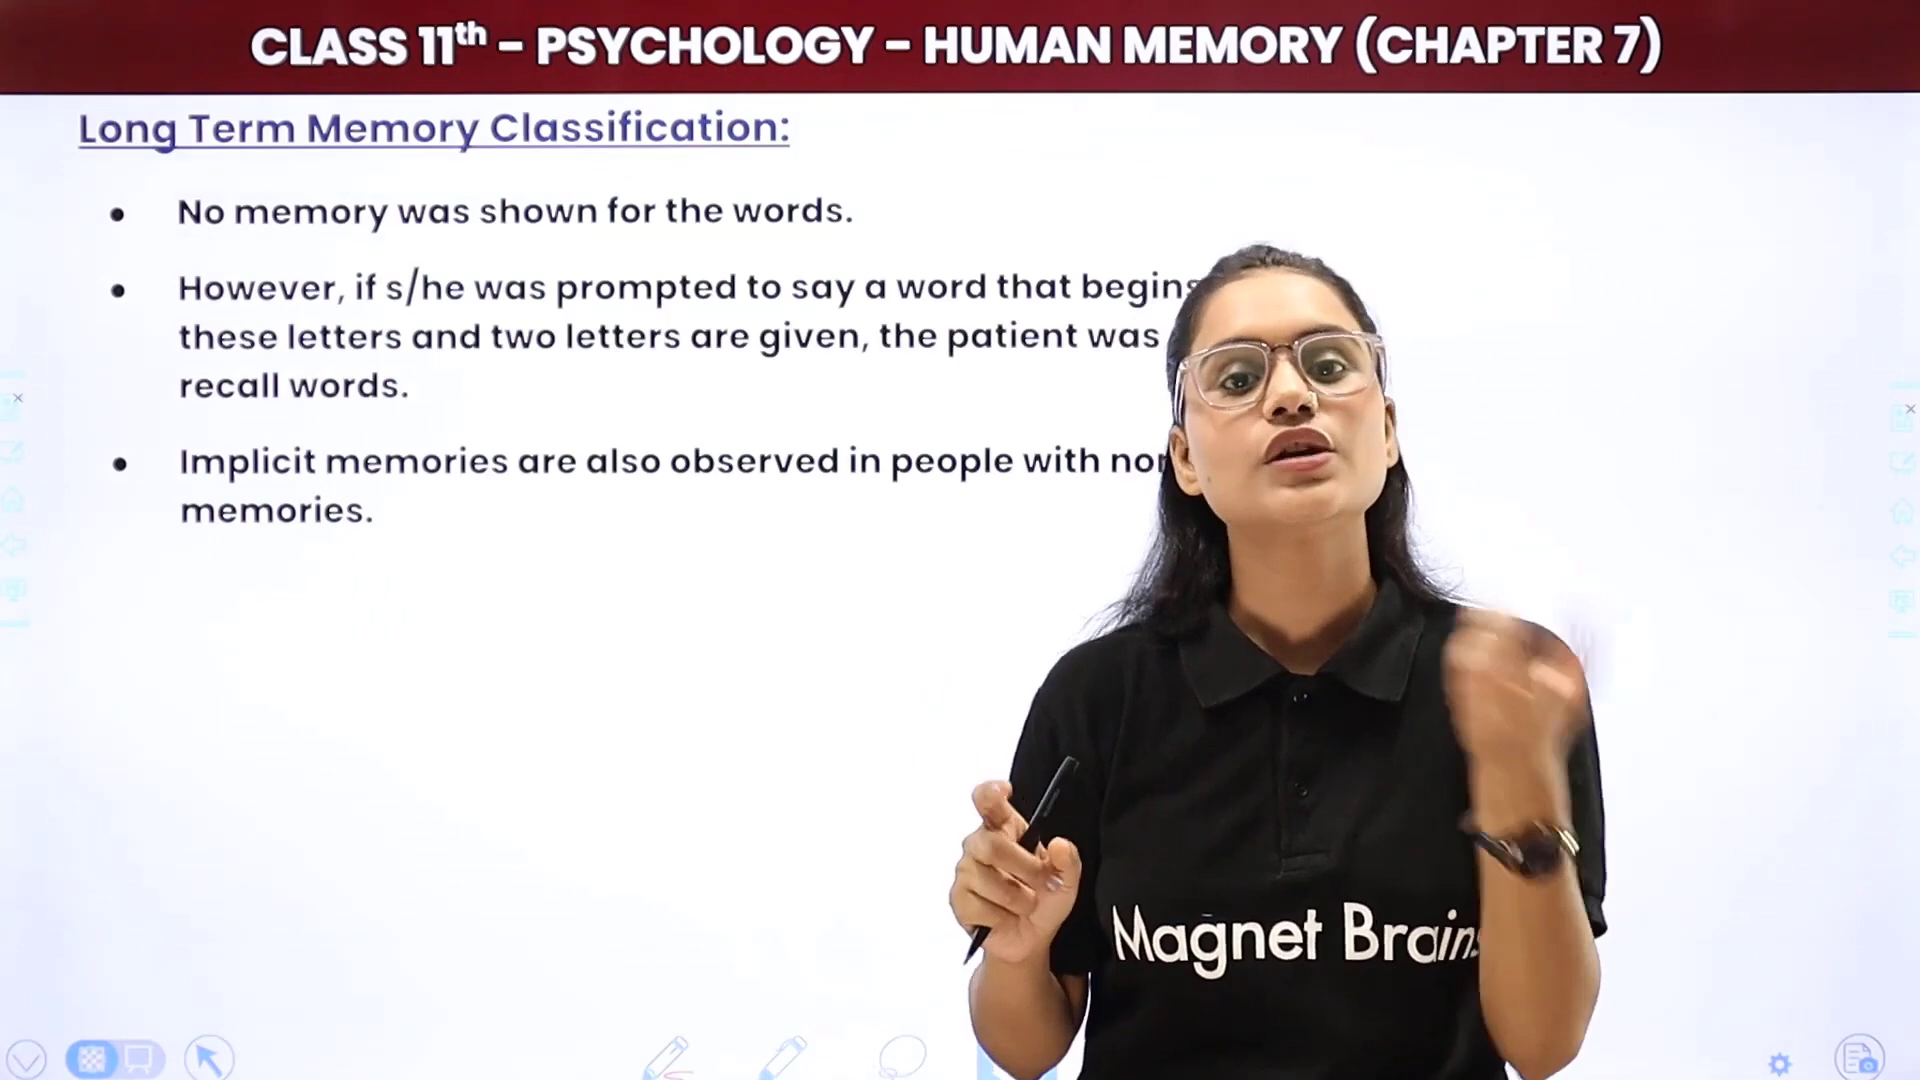 CLASS 11th - PSYCHOLOGY - HUMAN MEMORY (CHAPTER 7)
Long Term Memory Classification:
• No memory was shown for the words.
• However, if s/he was prompted to say a word that begins
these letters and two letters are given, the patient was
recall words.
• Implicit memories are also observed in people with
memories.
Magnet Brains